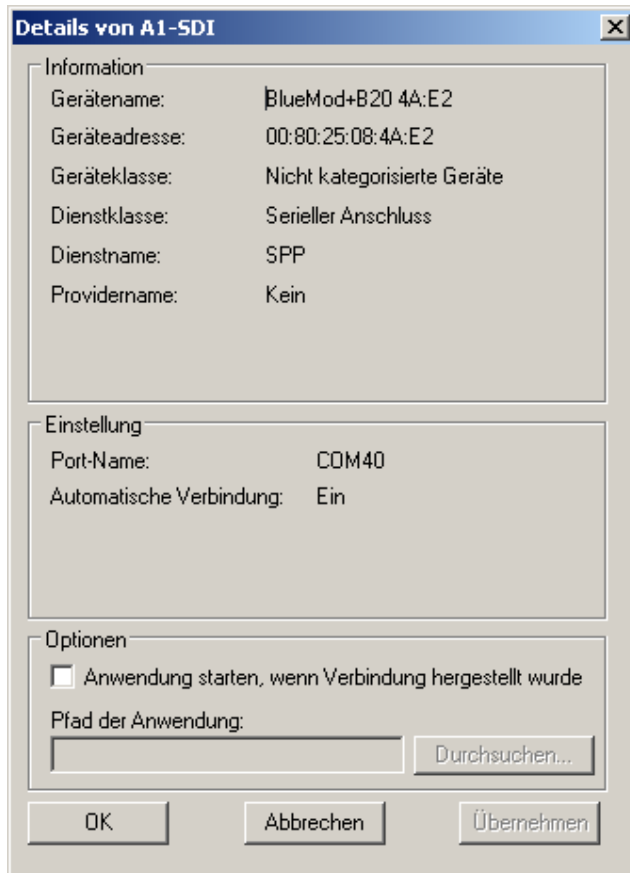 Details von A1-SDI
Information
Gerätename: BlueMod+B20 4A:E2
Geräteadresse: 00:80:25:08:4A:E2
Geräteklasse: Nicht kategorisierte Geräte
Dienstklasse: Serieller Anschluss
Dienstname: SPP
Providername: Kein
Einstellung
Port-Name: COM40
Automatische Verbindung: Ein
Optionen
Anwendung starten, wenn Verbindung hergestellt wurde
Pfad der Anwendung:
Durchsuchen...
OK Abbrechen Übernehmen